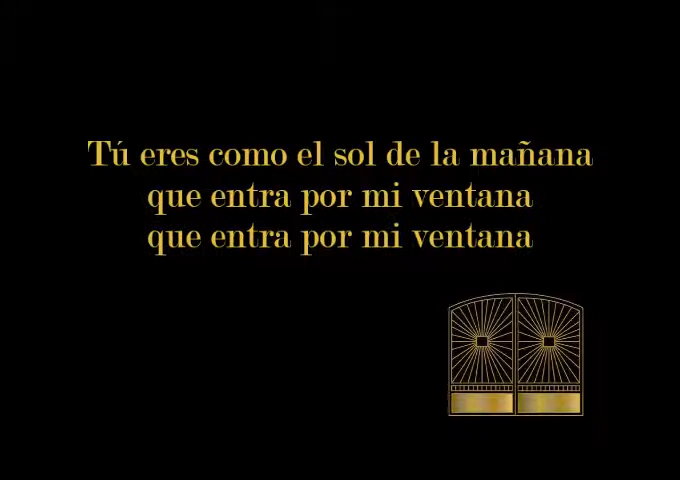 Tú eres como el sol de la mañana
que entra por mi ventana
que entra por mi ventana